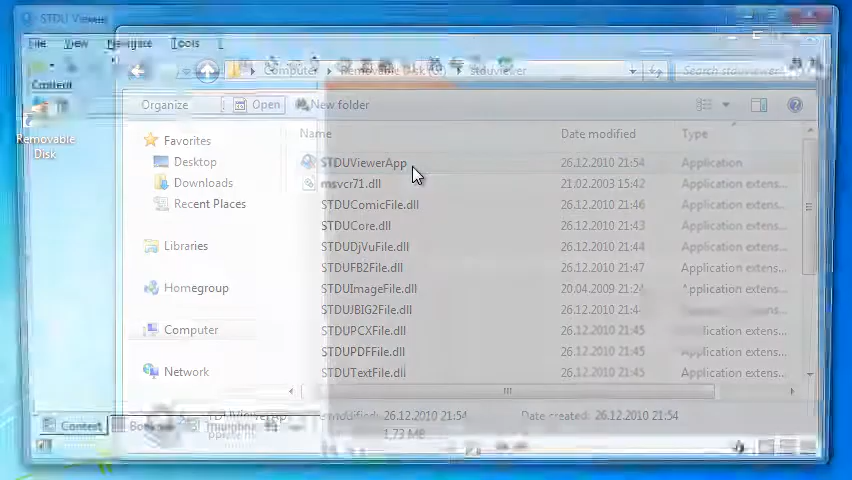 STDU Viewer
File View Navigate Tools
Computer Removable Disk stduviewer Search stduviewer
Content
Organize Open New folder
Name Date modified Type
Removable
Disk
Favorites
Desktop
Downloads
Recent Places
Libraries
Homegroup
Computer
Network
STDUViewerApp 26.12.2010 21:54 Application
msvcr71.dll 21.02.2003 15:42 Application extens...
STDUComicFile.dll 26.12.2010 21:46 Application extens...
STDUCore.dll 26.12.2010 21:43 Application extens...
STDUDjVuFile.dll 26.12.2010 21:44 Application extens...
STDUFB2File.dll 26.12.2010 21:47 Application extens...
STDUImageFile.dll 20.04.2009 21:24 Application extens...
STDUJBIG2File.dll 26.12.2010 21:4
STDUPCXFile.dll 26.12.2010 21:45 Application extens...
STDUPDFFile.dll 26.12.2010 21:45 Application extens...
STDUTextFile.dll 26.12.2010 21:45 Application extens...
STDUViewerApp modified: 26.12.2010 21:54 Date created: 26.12.2010 21:54
Content
1,73 MB